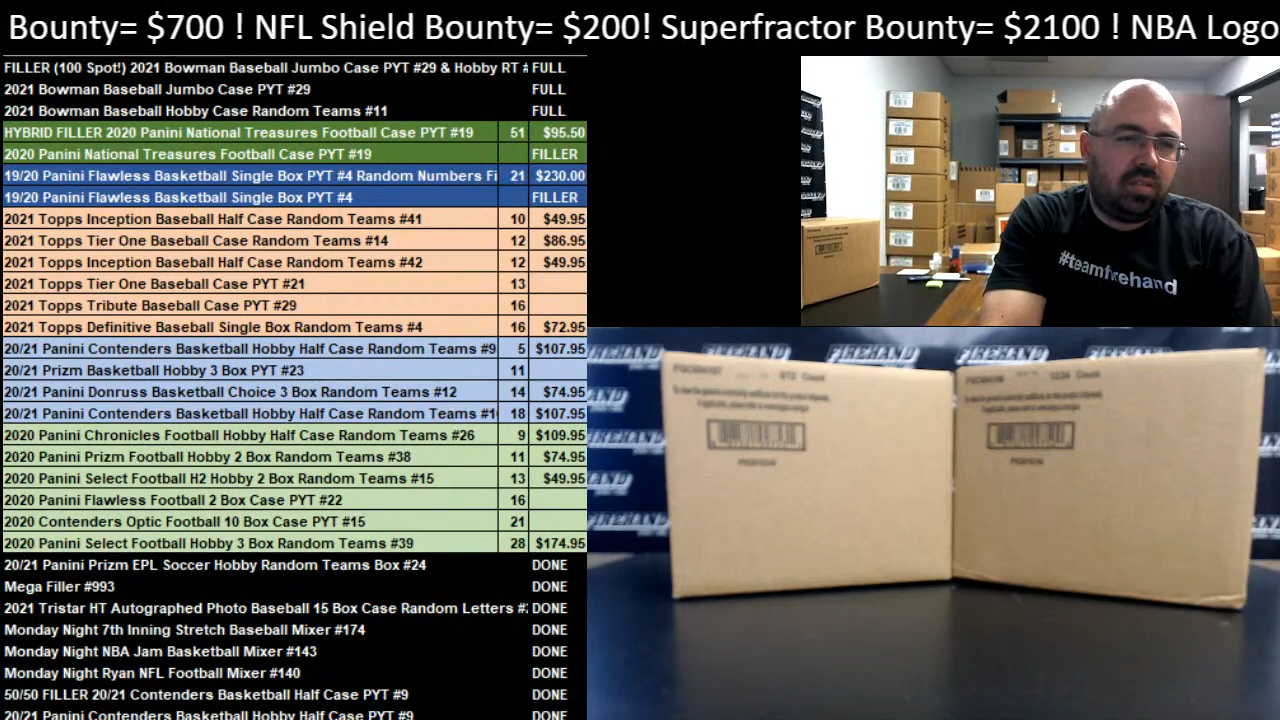 Bounty= $700 ! NFL Shield Bounty= $200! Superfractor Bounty= $2100 ! NBA Logo
FILLER (100 Spot!) 2021 Bowman Baseball Jumbo Case PYT #29 & Hobby RT # FULL
2021 Bowman Baseball Jumbo Case PYT #29 FULL
2021 Bowman Baseball Hobby Case Random Teams #11 FULL
HYBRID FILLER 2020 Panini National Treasures Football Case PYT #19 51 $95.50
2020 Panini National Treasures Football Case PYT #19 FILLER
19/20 Panini Flawless Basketball Single Box PYT #4 Random Numbers Fi 21 $230.00
19/20 Panini Flawless Basketball Single Box PYT #4 FILLER
2021 Topps Inception Baseball Half Case Random Teams #41 10 $49.95
2021 Topps Tier One Baseball Case Random Teams #14 12 $86.95
2021 Topps Inception Baseball Half Case Random Teams #42 12 $49.95
2021 Topps Tier One Baseball Case PYT #21 13
2021 Topps Tribute Baseball Case PYT #29 16
2021 Topps Definitive Baseball Single Box Random Teams #4 16 $72.95
20/21 Panini Contenders Basketball Hobby Half Case Random Teams #9 5 $107.95
20/21 Prizm Basketball Hobby 3 Box PYT #23 11
20/21 Panini Donruss Basketball Choice 3 Box Random Teams #12 14 $74.95
20/21 Panini Contenders Basketball Hobby Half Case Random Teams #1 18 $107.95
2020 Panini Chronicles Football Hobby Half Case Random Teams #26 9 $109.95
2020 Panini Prizm Football Hobby 2 Box Random Teams #38 11 $74.95
2020 Panini Select Football H2 Hobby 2 Box Random Teams #15 13 $49.95
2020 Panini Flawless Football 2 Box Case PYT #22 16
2020 Contenders Optic Football 10 Box Case PYT #15 21
2020 Panini Select Football Hobby 3 Box Random Teams #39 28 $174.95
20/21 Panini Prizm EPL Soccer Hobby Random Teams Box #24 DONE
Mega Filler #993 DONE
2021 Tristar HT Autographed Photo Baseball 15 Box Case Random Letters #2 DONE
Monday Night 7th Inning Stretch Baseball Mixer #174 DONE
Monday Night NBA Jam Basketball Mixer #143 DONE
Monday Night Ryan NFL Football Mixer #140 DONE
50/50 FILLER 20/21 Contenders Basketball Half Case PYT #9 DONE
20/21 Panini Contenders Basketball Hobby Half Case PYT #9 DONE
#teamfirehand
FIREHAND
FIREHAND
FIREHAND
FIREHAND